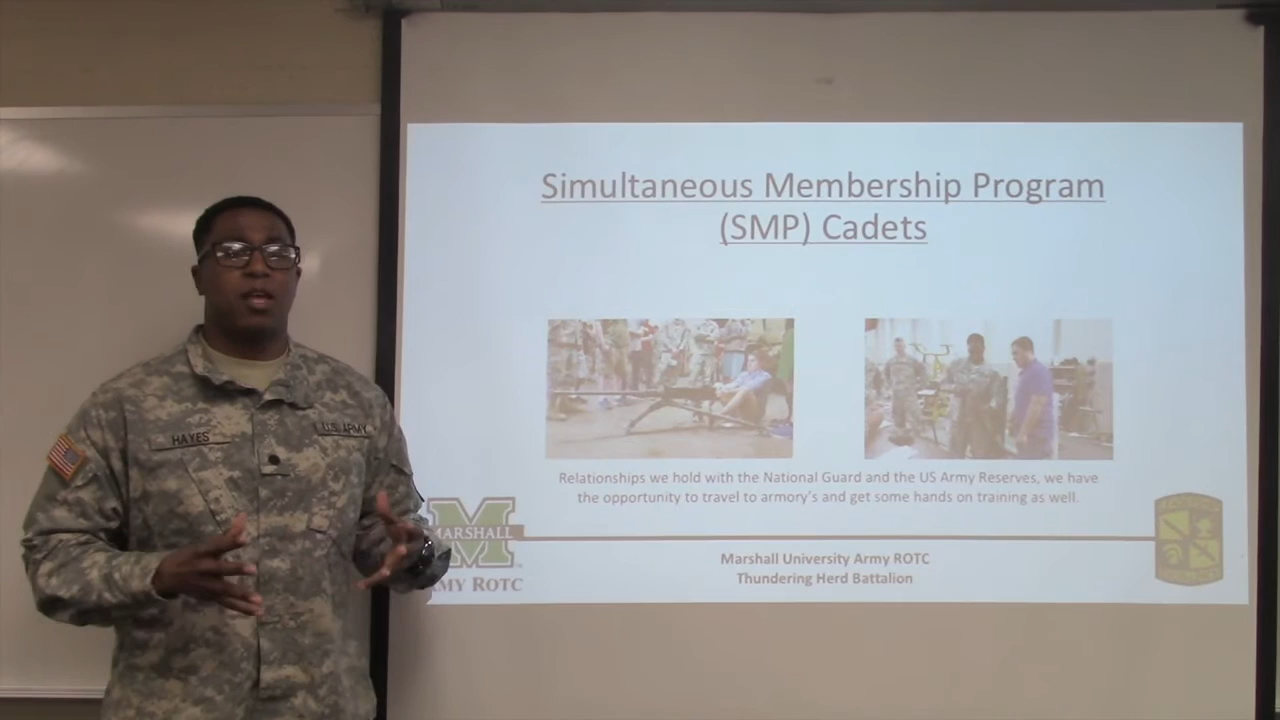 Simultaneous Membership Program
(SMP) Cadets
HAYES
U.S. ARMY
Relationships we hold with the National Guard and the US Army Reserves, we have
the opportunity to travel to armory's and get some hands on training as well.
MARSHALL
Marshall University Army ROTC
Thundering Herd Battalion
MY ROTC